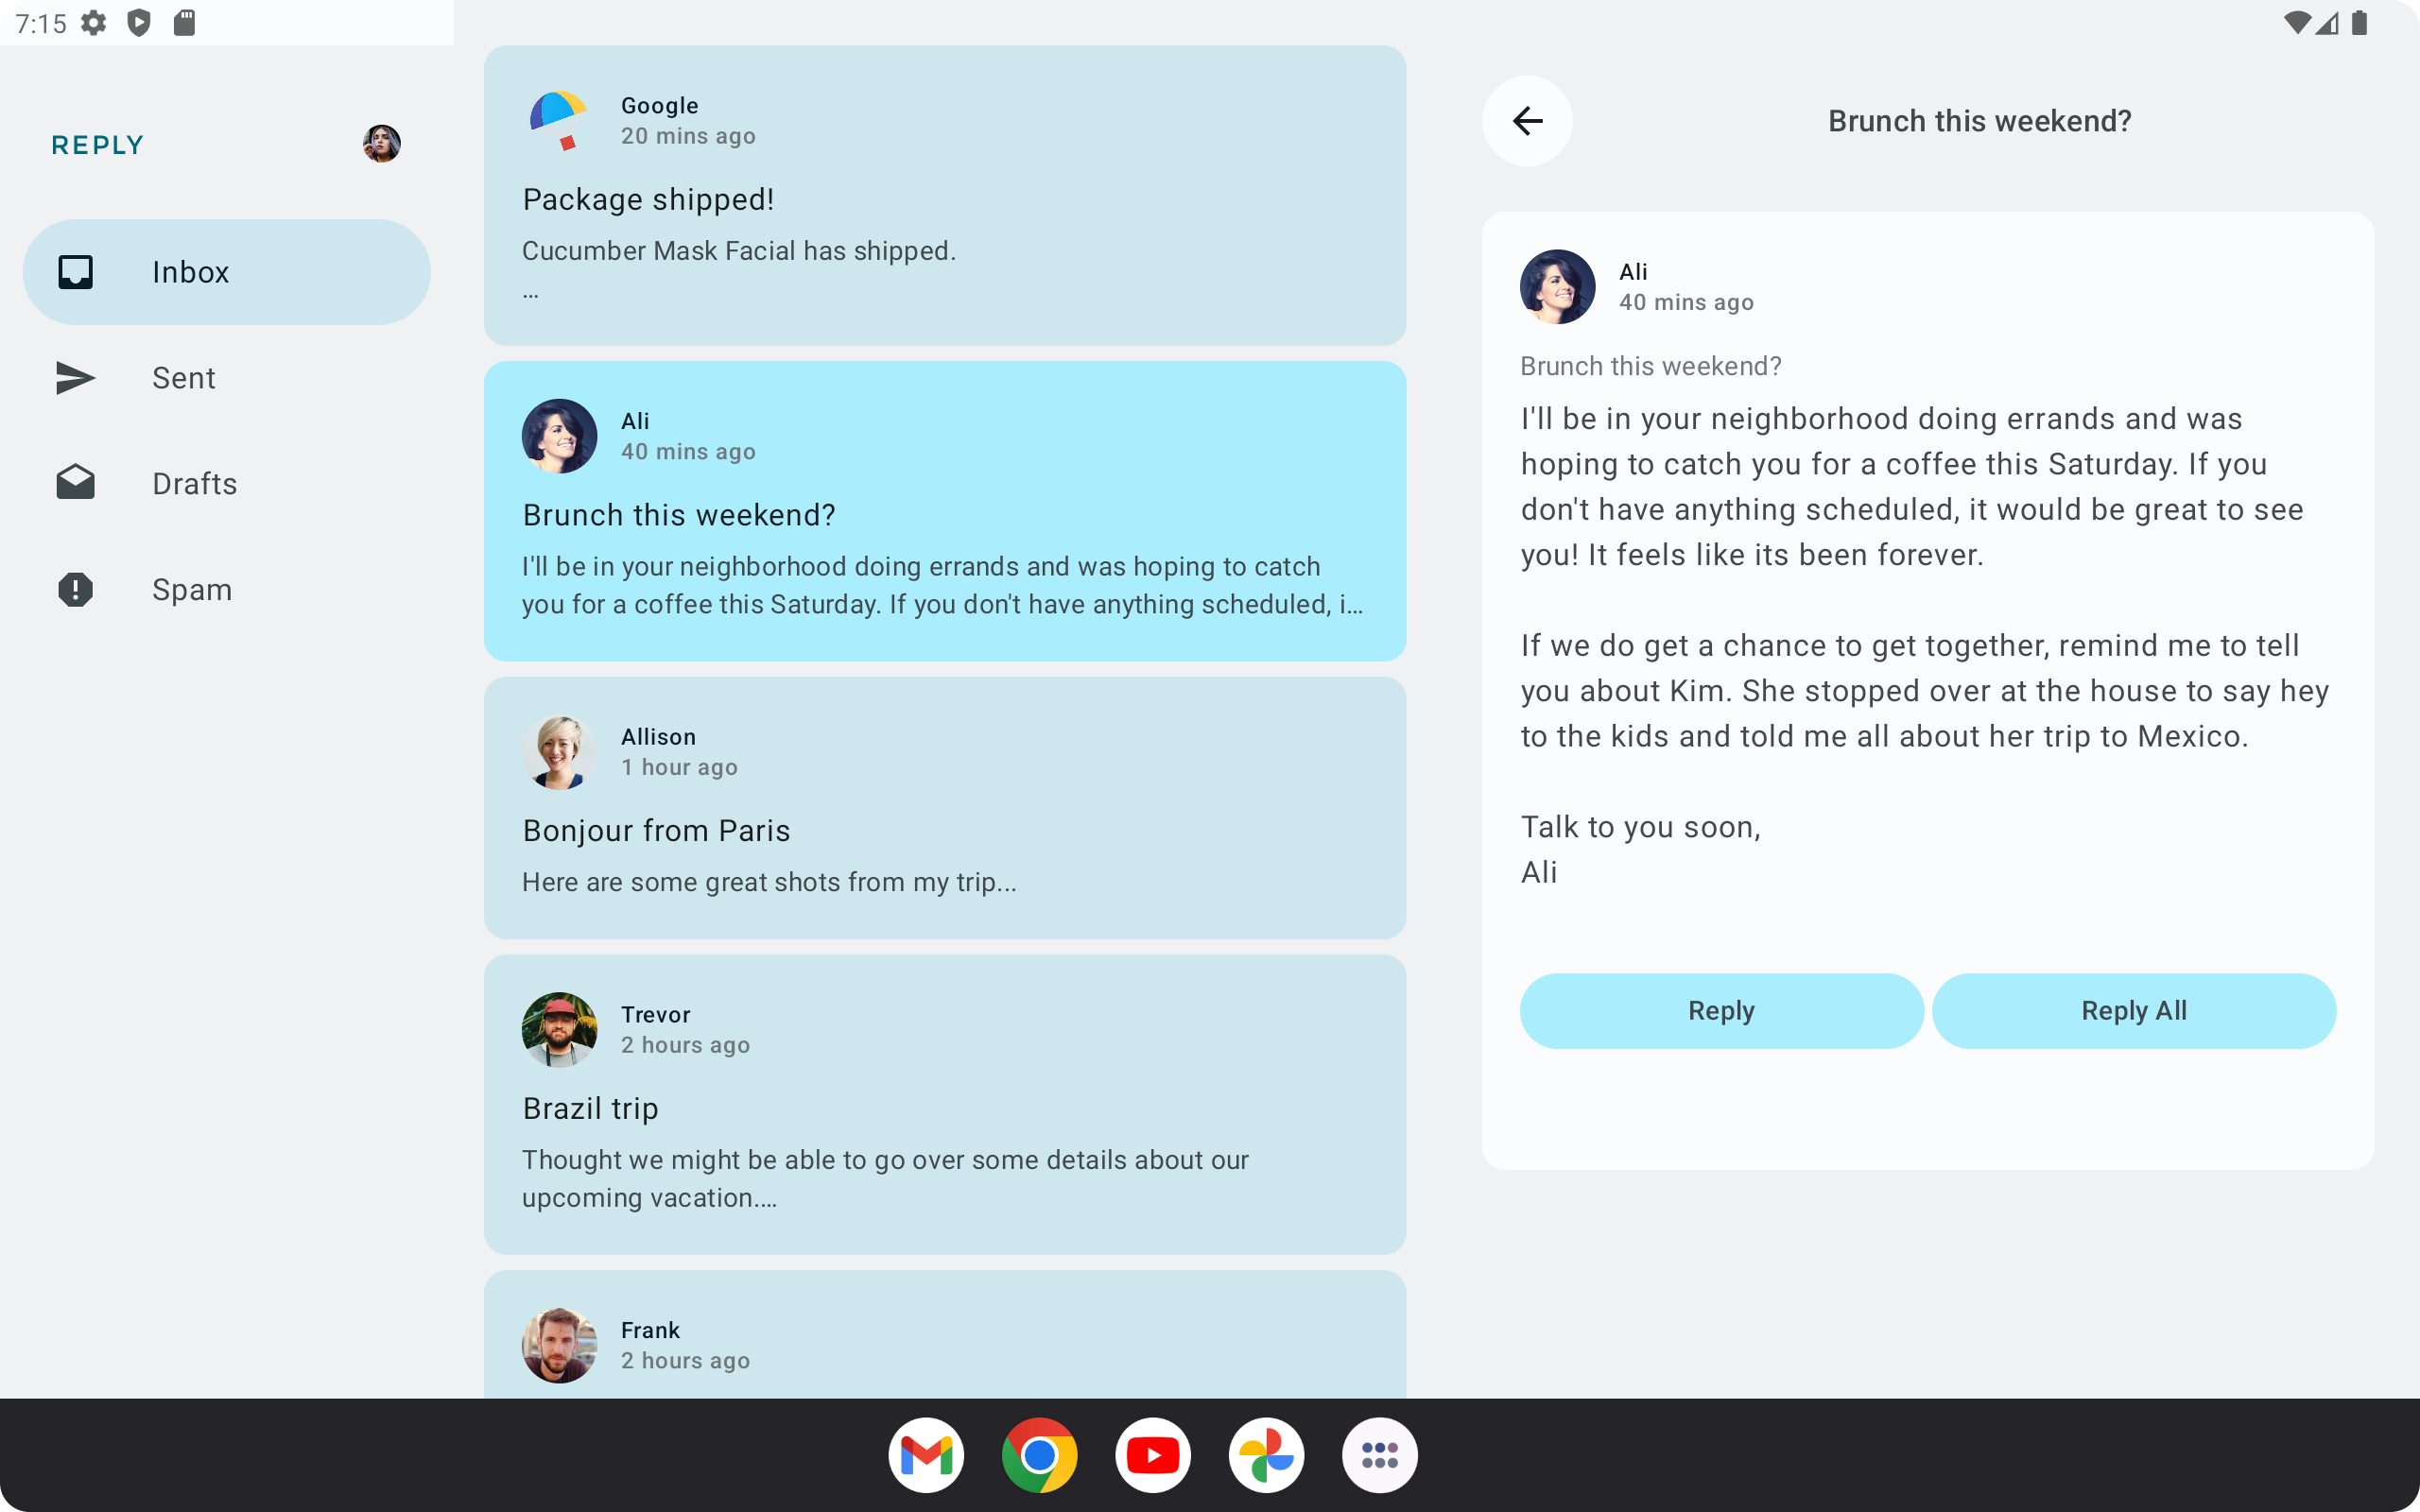 7:15
REPLY
Inbox
Sent
Drafts
Spam
Google
20 mins ago
Package shipped!
Cucumber Mask Facial has shipped.
...
Ali
40 mins ago
Brunch this weekend?
I'll be in your neighborhood doing errands and was hoping to catch
you for a coffee this Saturday. If you don't have anything scheduled, i...
Allison
1 hour ago
Bonjour from Paris
Here are some great shots from my trip...
Trevor
2 hours ago
Brazil trip
Thought we might be able to go over some details about our
upcoming vacation....
Frank
2 hours ago
Brunch this weekend?
Ali
40 mins ago
Brunch this weekend?
I'll be in your neighborhood doing errands and was
hoping to catch you for a coffee this Saturday. If you
don't have anything scheduled, it would be great to see
you! It feels like its been forever.
If we do get a chance to get together, remind me to tell
you about Kim. She stopped over at the house to say hey
to the kids and told me all about her trip to Mexico.
Talk to you soon,
Ali
Reply
Reply All